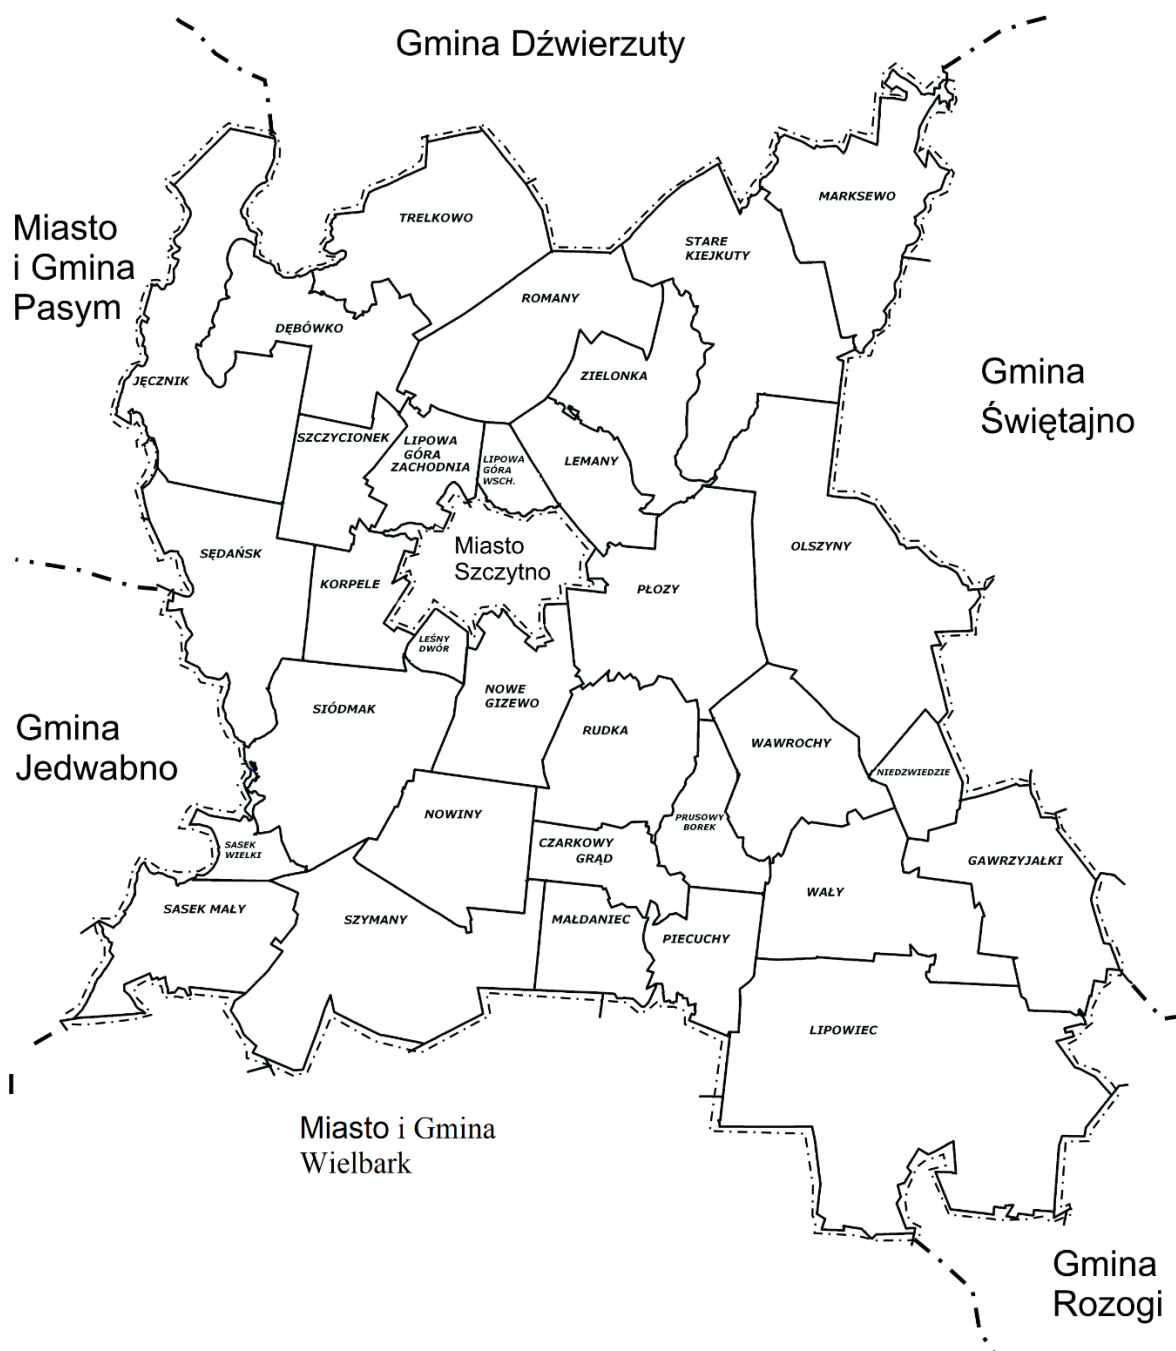 Gmina Dźwierzuty
MARKSEWO
Miasto
i Gmina
Pasym
TRELKOWO
STARE
KIEJKUTY
ROMANY
DĘBÓWKO
JĘCZNIK
ZIELONKA
Gmina
Świętajno
SZCZYCIONEK
LIPOWA
GÓRA
ZACHODNIA
LIPOWA
GÓRA
WSCH.
LEMANY
SĘDAŃSK
Miasto
Szczytno
OLSZYNY
KORPELE
PŁOZY
LEŚNY
DWÓR
NOWE
GIZEWO
SIÓDMAK
Gmina
Jedwabno
RUDKA
WAWROCHY
NIEDZWIEDZIE
NOWINY
PRUSOWY
BOREK
SASEK
WIELKI
CZARKOWY
GRĄD
GAWRZYJAŁKI
WAŁY
SASEK MAŁY
SZYMANY
MAŁDANIEC
PIECUCHY
LIPOWIEC
I
Miasto i Gmina
Wielbark
Gmina
Rozogi